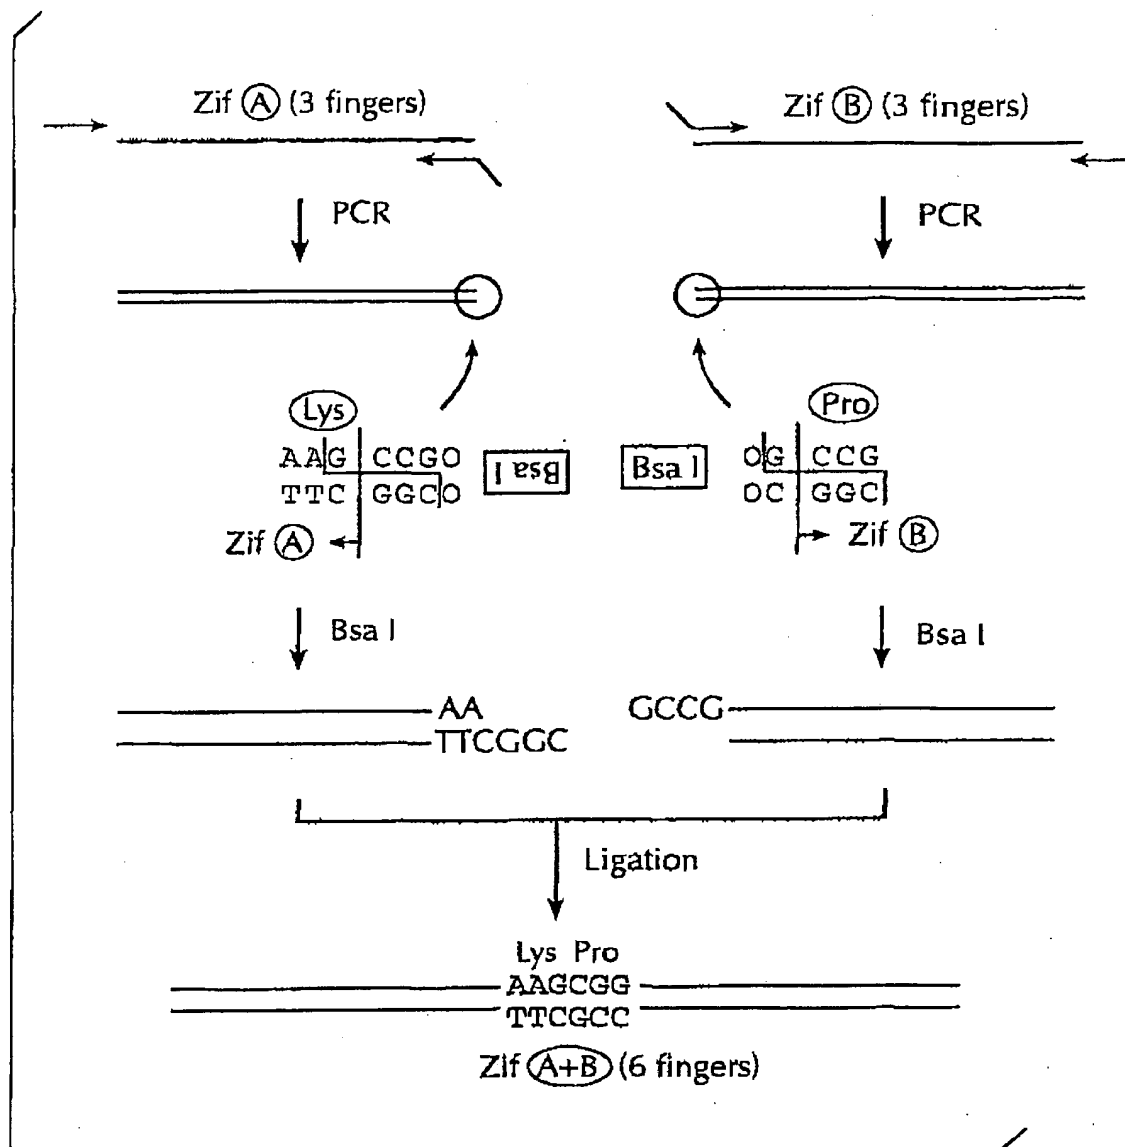 Zif A (3 fingers)
Zif B (3 fingers)
PCR
PCR
Lys
Pro
AAG CCGO
Bsa I
Bsa I
OG CCG
TTC GGCO
OC GGC
Zif A
Zif B
Bsa I
Bsa I
AA
GCCG
TTCGGC
Ligation
Lys Pro
AAGCGG
TTCGCC
Zif A+B (6 fingers)